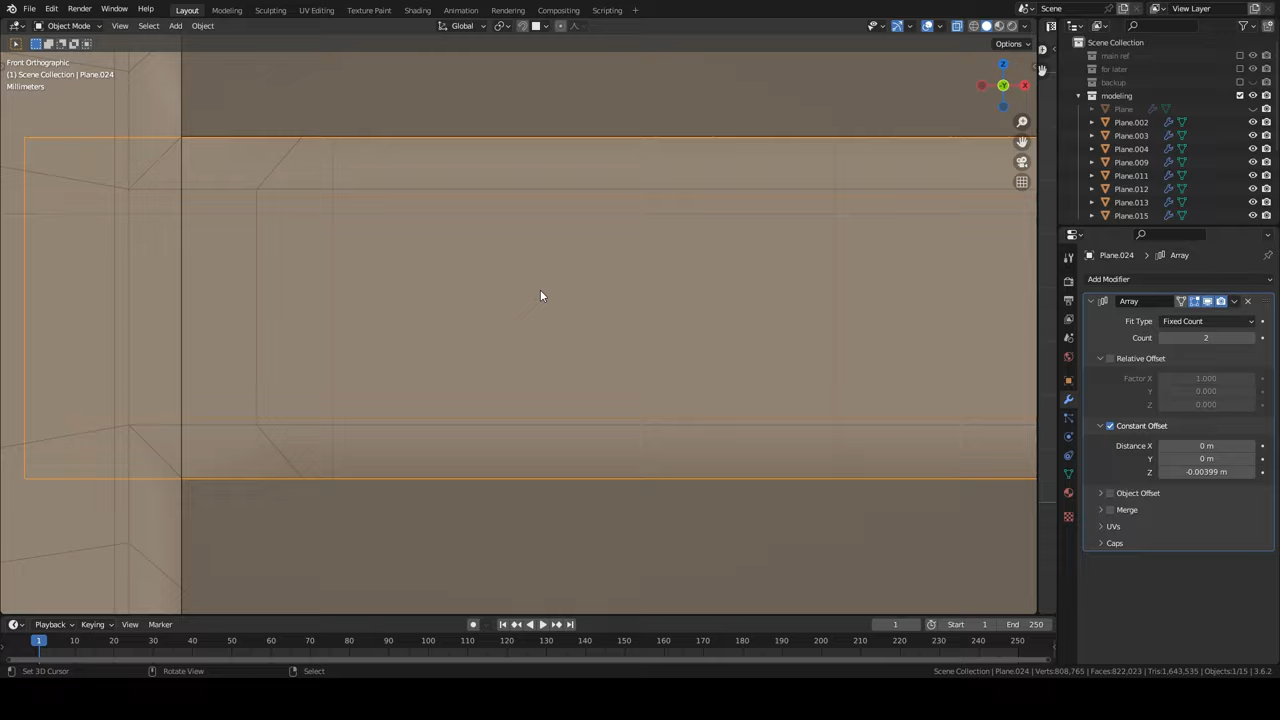 File Edit Render Window Help Layout Modeling Sculpting UV Editing Texture Paint Shading Animation Rendering Compositing Geometry Nodes Scripting + Scene View Layer
Object Mode View Select Add Object Global
Options
Front Orthographic
(1) Scene Collection | Plane.024
Millimeters
Z
-Y
X
Scene Collection
main ref
for later
backup
modeling
Plane
Plane.002
Plane.003
Plane.004
Plane.009
Plane.011
Plane.012
Plane.013
Plane.015
Plane.024 > Array
Add Modifier
Array
Fit Type Fixed Count
Count 2
Relative Offset
Factor X 1.000
Y 0.000
Z 0.000
Constant Offset
Distance X 0 m
Y 0 m
Z -0.00399 m
Object Offset
Merge
UVs
Caps
Playback Keying View Marker 1 Start 1 End 250
1 10 20 30 40 50 60 70 80 90 100 110 120 130 140 150 160 170 180 190 200 210 220 230 240 250
Set 3D Cursor Rotate View Select Scene Collection | Plane.024 | Verts:808,765 | Faces:822,023 | Tris:1,643,535 | Objects:1/15 | 3.6.2